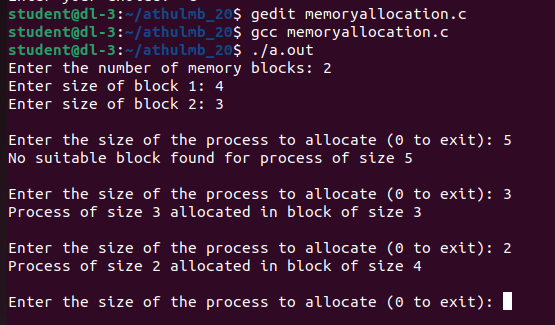 student@dl-3:~/athulmb_20$ gedit memoryallocation.c
student@dl-3:~/athulmb_20$ gcc memoryallocation.c
student@dl-3:~/athulmb_20$ ./a.out
Enter the number of memory blocks: 2
Enter size of block 1: 4
Enter size of block 2: 3
Enter the size of the process to allocate (0 to exit): 5
No suitable block found for process of size 5
Enter the size of the process to allocate (0 to exit): 3
Process of size 3 allocated in block of size 3
Enter the size of the process to allocate (0 to exit): 2
Process of size 2 allocated in block of size 4
Enter the size of the process to allocate (0 to exit):